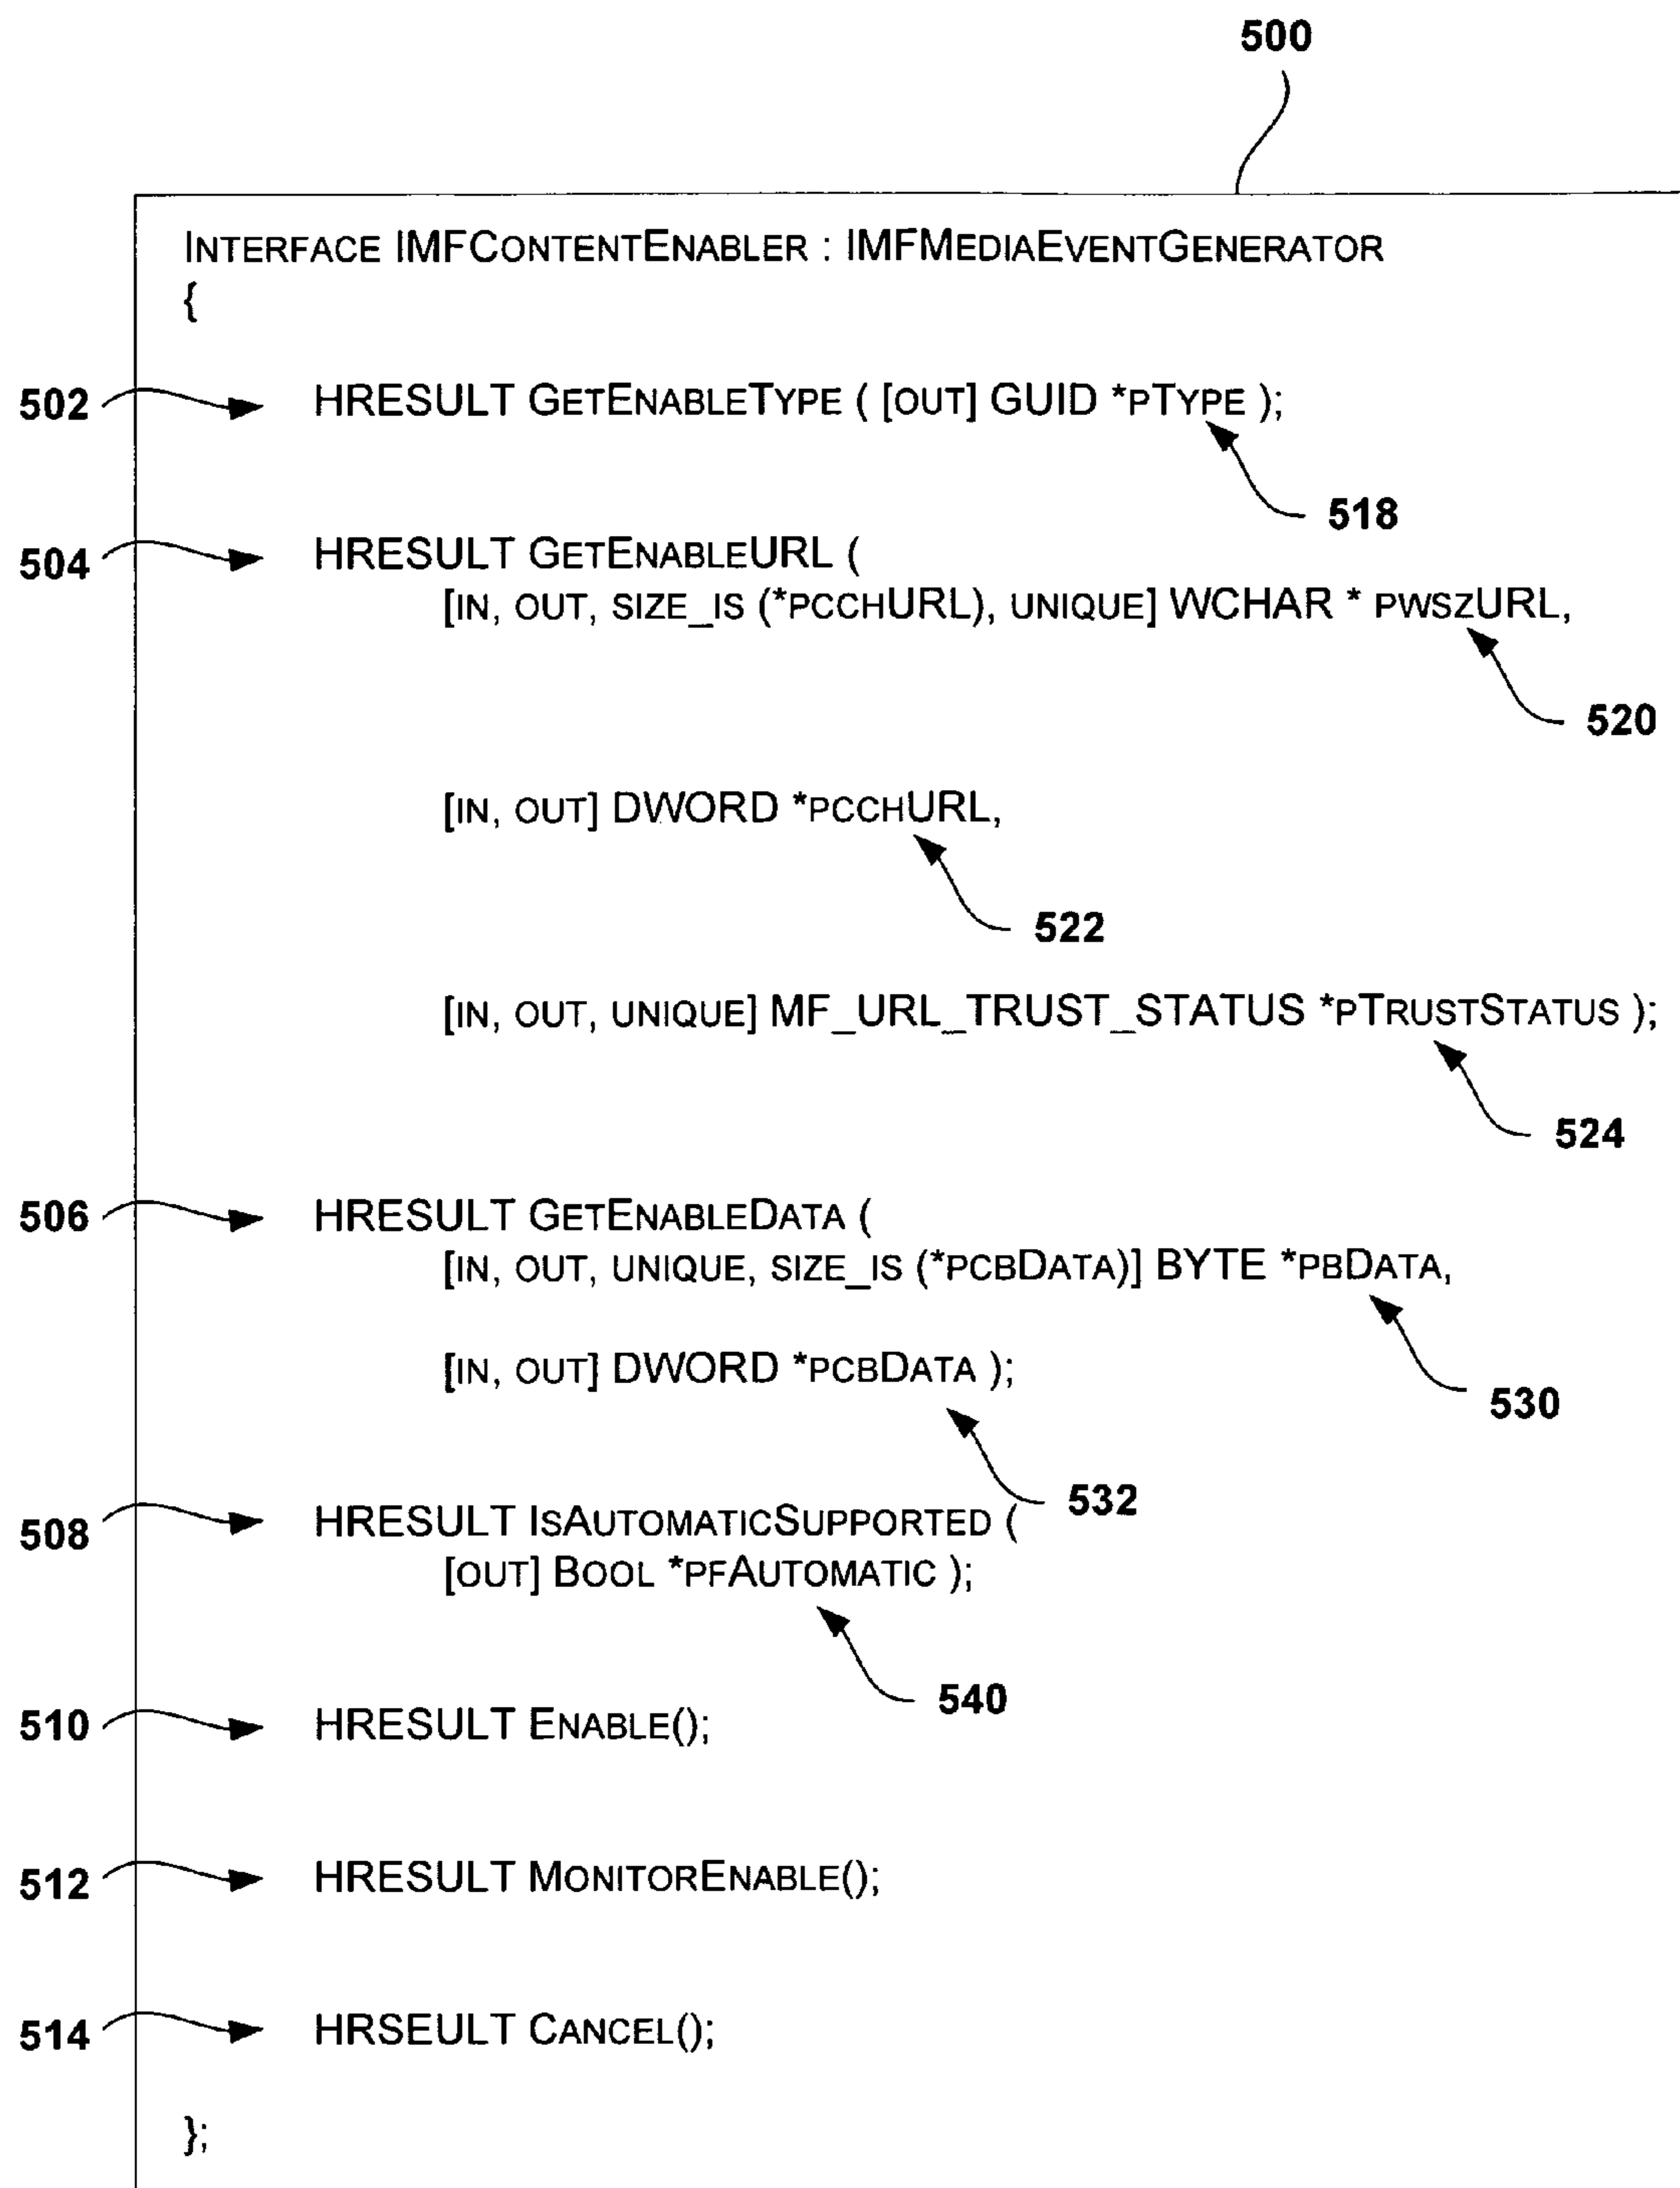 500
INTERFACE IMFCONTENTENABLER : IMFMEDIAEVENTGENERATOR
{
502 HRESULT GETENABLETYPE ( [OUT] GUID *PTYPE );
518
504 HRESULT GETENABLEURL (
[IN, OUT, SIZE_IS (*PCCHURL), UNIQUE] WCHAR * PWSZURL,
520
[IN, OUT] DWORD *PCCHURL,
522
[IN, OUT, UNIQUE] MF_URL_TRUST_STATUS *PTRUSTSTATUS );
524
506 HRESULT GETENABLEDATA (
[IN, OUT, UNIQUE, SIZE_IS (*PCBDATA)] BYTE *PBDATA,
530
[IN, OUT] DWORD *PCBDATA );
532
508 HRESULT ISAUTOMATICSUPPORTED (
[OUT] BOOL *PFAUTOMATIC );
540
510 HRESULT ENABLE();
512 HRESULT MONITORENABLE();
514 HRSEULT CANCEL();
};